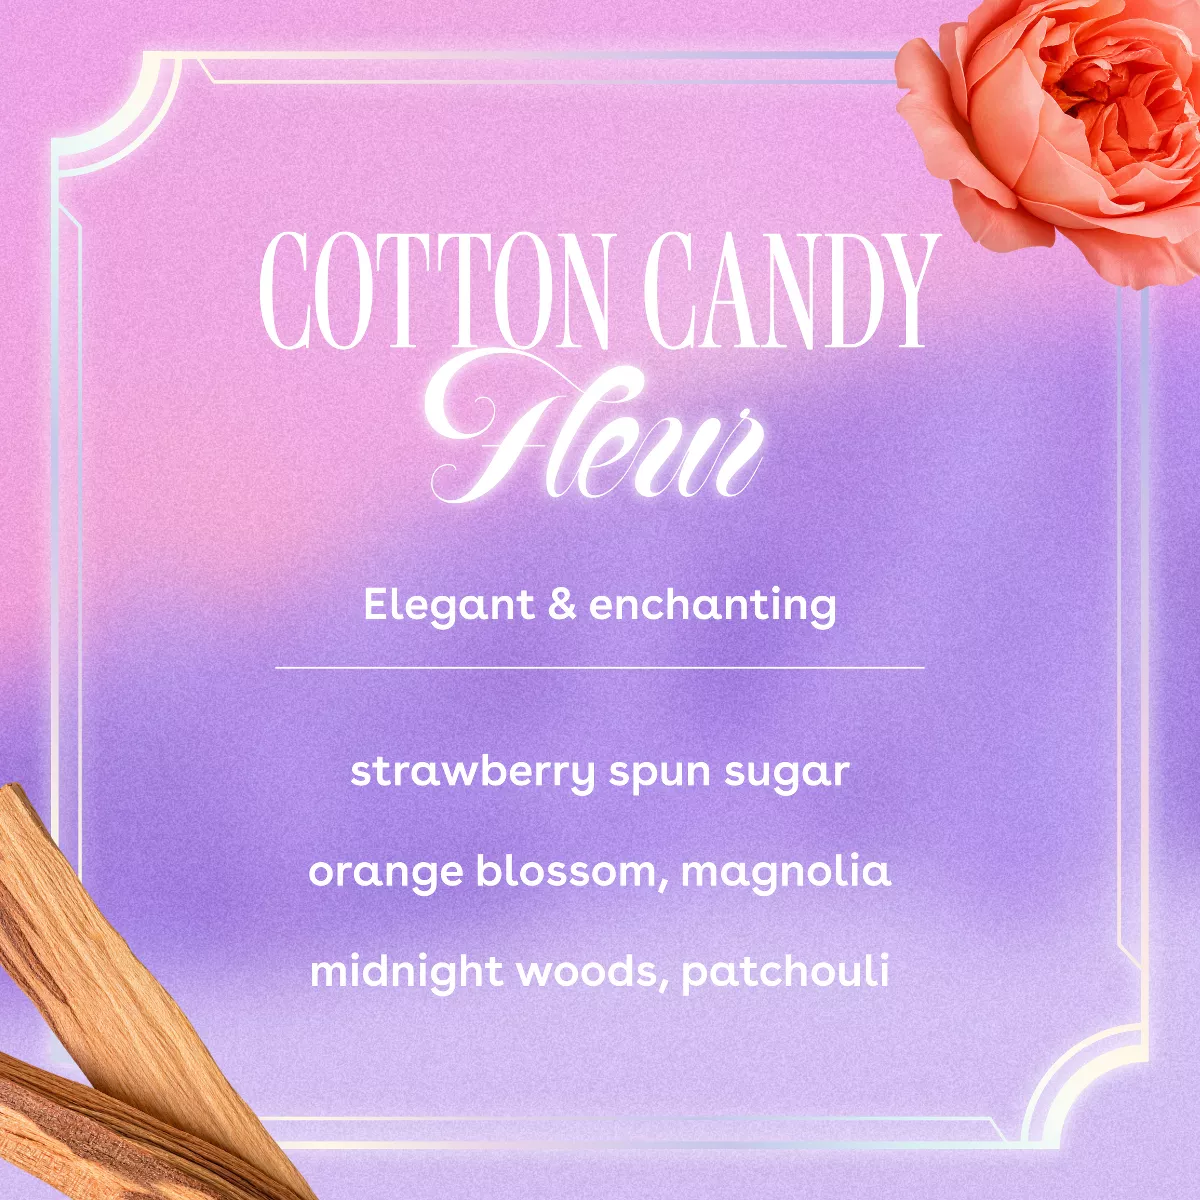 COTTON CANDY
Fleur
Elegant & enchanting
strawberry spun sugar
orange blossom, magnolia
midnight woods, patchouli